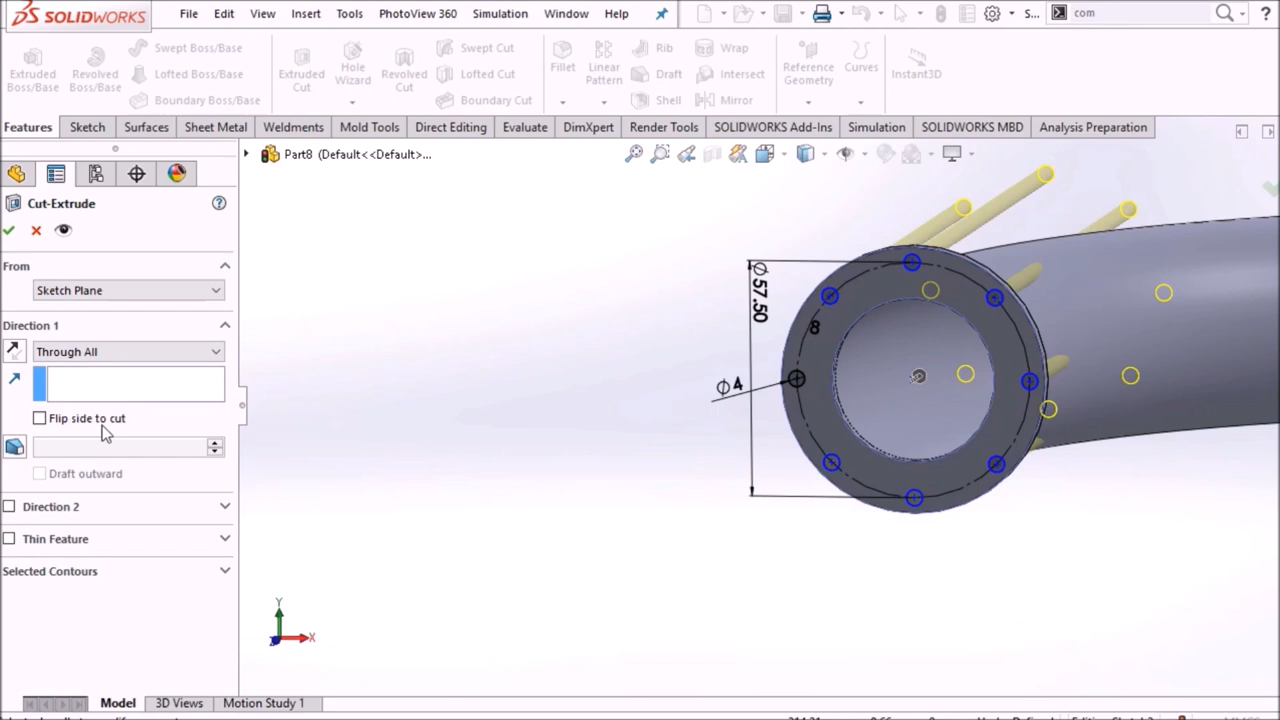 SOLIDWORKS File Edit View Insert Tools PhotoView 360 Simulation Window Help S... com ?
Extruded Boss/Base
Revolved Boss/Base
Swept Boss/Base
Lofted Boss/Base
Boundary Boss/Base
Extruded Cut
Hole Wizard
Revolved Cut
Swept Cut
Lofted Cut
Boundary Cut
Fillet
Linear Pattern
Rib
Draft
Shell
Wrap
Intersect
Mirror
Reference Geometry
Curves
Instant3D
Features Sketch Surfaces Sheet Metal Weldments Mold Tools Direct Editing Evaluate DimXpert Render Tools SOLIDWORKS Add-Ins Simulation SOLIDWORKS MBD Analysis Preparation
Part8 (Default<<Default>...
Cut-Extrude
From
Sketch Plane
Direction 1
Through All
Flip side to cut
Draft outward
Direction 2
Thin Feature
Selected Contours
Ø57.50
8
Ø4
Y
X
Model 3D Views Motion Study 1